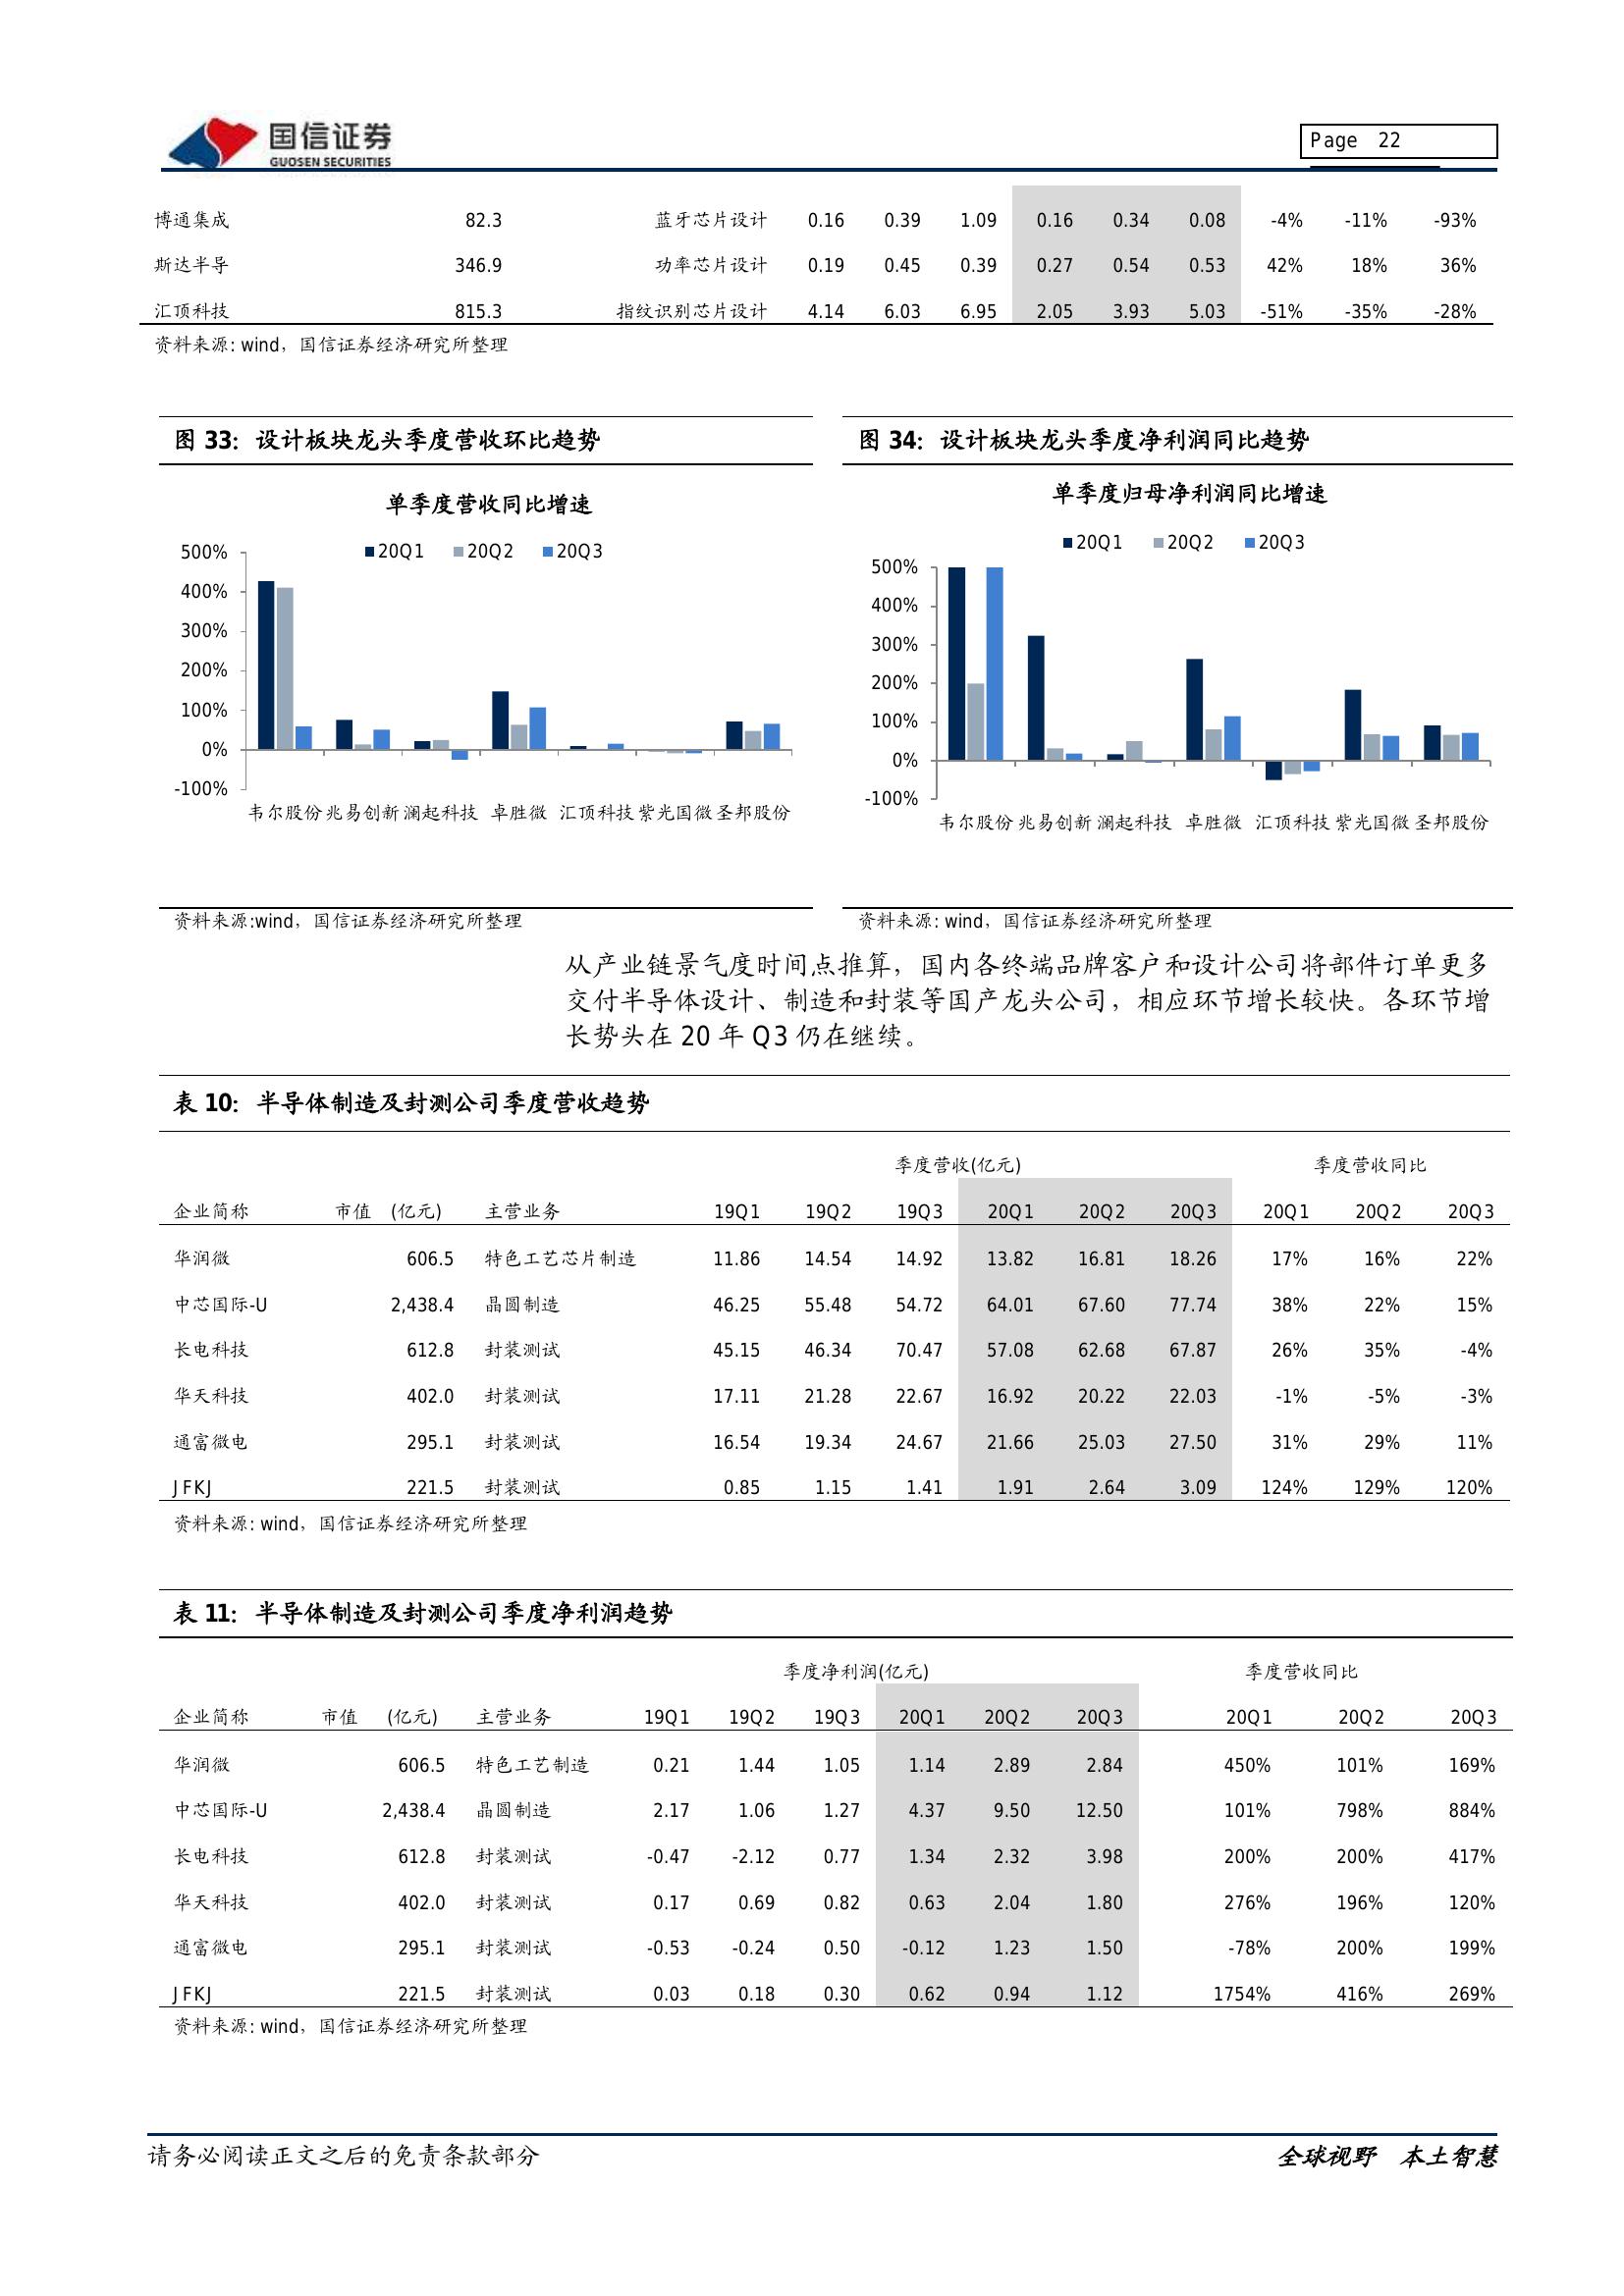 国信证券
GUOSEN SECURITIES
Page 22
博通集成 82.3 蓝牙芯片设计 0.16 0.39 1.09 0.16 0.34 0.08 -4% -11% -93%
斯达半导 346.9 功率芯片设计 0.19 0.45 0.39 0.27 0.54 0.53 42% 18% 36%
汇顶科技 815.3 指纹识别芯片设计 4.14 6.03 6.95 2.05 3.93 5.03 -51% -35% -28%
资料来源: wind，国信证券经济研究所整理
图 33：设计板块龙头季度营收环比趋势
单季度营收同比增速
20Q1 20Q2 20Q3
500%
400%
300%
200%
100%
0%
-100%
韦尔股份 兆易创新 澜起科技 卓胜微 汇顶科技 紫光国微 圣邦股份
资料来源:wind，国信证券经济研究所整理
图 34：设计板块龙头季度净利润同比趋势
单季度归母净利润同比增速
20Q1 20Q2 20Q3
500%
400%
300%
200%
100%
0%
-100%
韦尔股份 兆易创新 澜起科技 卓胜微 汇顶科技 紫光国微 圣邦股份
资料来源: wind，国信证券经济研究所整理
从产业链景气度时间点推算，国内各终端品牌客户和设计公司将部件订单更多
交付半导体设计、制造和封装等国产龙头公司，相应环节增长较快。各环节增
长势头在 20 年 Q3 仍在继续。
表 10：半导体制造及封测公司季度营收趋势
季度营收(亿元) 季度营收同比
企业简称 市值 (亿元) 主营业务 19Q1 19Q2 19Q3 20Q1 20Q2 20Q3 20Q1 20Q2 20Q3
华润微 606.5 特色工艺芯片制造 11.86 14.54 14.92 13.82 16.81 18.26 17% 16% 22%
中芯国际-U 2,438.4 晶圆制造 46.25 55.48 54.72 64.01 67.60 77.74 38% 22% 15%
长电科技 612.8 封装测试 45.15 46.34 70.47 57.08 62.68 67.87 26% 35% -4%
华天科技 402.0 封装测试 17.11 21.28 22.67 16.92 20.22 22.03 -1% -5% -3%
通富微电 295.1 封装测试 16.54 19.34 24.67 21.66 25.03 27.50 31% 29% 11%
JFKJ 221.5 封装测试 0.85 1.15 1.41 1.91 2.64 3.09 124% 129% 120%
资料来源: wind，国信证券经济研究所整理
表 11：半导体制造及封测公司季度净利润趋势
季度净利润(亿元) 季度营收同比
企业简称 市值 (亿元) 主营业务 19Q1 19Q2 19Q3 20Q1 20Q2 20Q3 20Q1 20Q2 20Q3
华润微 606.5 特色工艺制造 0.21 1.44 1.05 1.14 2.89 2.84 450% 101% 169%
中芯国际-U 2,438.4 晶圆制造 2.17 1.06 1.27 4.37 9.50 12.50 101% 798% 884%
长电科技 612.8 封装测试 -0.47 -2.12 0.77 1.34 2.32 3.98 200% 200% 417%
华天科技 402.0 封装测试 0.17 0.69 0.82 0.63 2.04 1.80 276% 196% 120%
通富微电 295.1 封装测试 -0.53 -0.24 0.50 -0.12 1.23 1.50 -78% 200% 199%
JFKJ 221.5 封装测试 0.03 0.18 0.30 0.62 0.94 1.12 1754% 416% 269%
资料来源: wind，国信证券经济研究所整理
请务必阅读正文之后的免责条款部分
全球视野 本土智慧